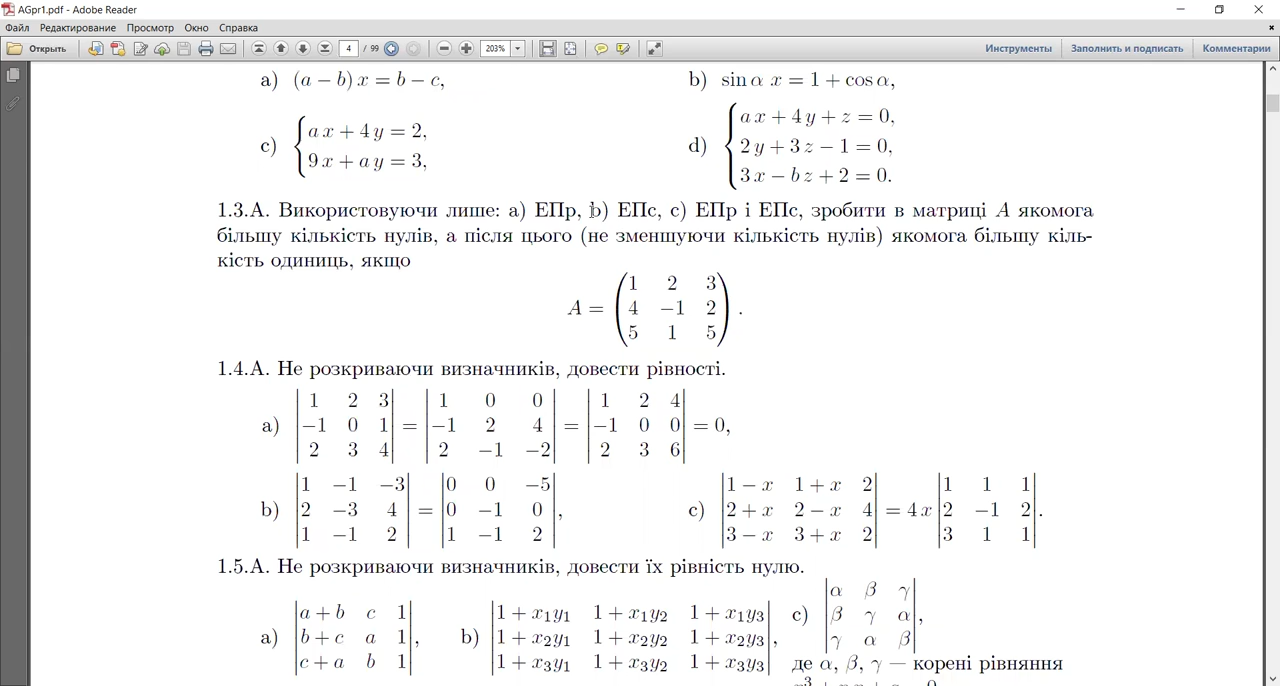 AGpr1.pdf - Adobe Reader
Файл Редактирование Просмотр Окно Справка
Открыть 4 / 99 203% Инструменты Заполнить и подписать Комментарии
a) (a − b) x = b − c, b) sin α x = 1 + cos α,
c) { a x + 4 y = 2, 9 x + a y = 3, d) { a x + 4 y + z = 0, 2 y + 3 z − 1 = 0, 3 x − b z + 2 = 0.
1.3.A. Використовуючи лише: a) ЕПр, b) ЕПс, c) ЕПр і ЕПс, зробити в матриці A якомога
більшу кількість нулів, а після цього (не зменшуючи кількість нулів) якомога більшу кіль-
кість одиниць, якщо
1 2 3
A = 4 −1 2 .
5 1 5
1.4.A. Не розкриваючи визначників, довести рівності.
| 1 2 3 | | 1 0 0 | | 1 2 4 |
a) | −1 0 1 | = | −1 2 4 | = | −1 0 0 | = 0,
| 2 3 4 | | 2 −1 −2 | | 2 3 6 |
| 1 −1 −3 | | 0 0 −5 | | 1 − x 1 + x 2 | | 1 1 1 |
b) | 2 −3 4 | = | 0 −1 0 | , c) | 2 + x 2 − x 4 | = 4 x | 2 −1 2 | .
| 1 −1 2 | | 1 −1 2 | | 3 − x 3 + x 2 | | 3 1 1 |
1.5.A. Не розкриваючи визначників, довести їх рівність нулю.
| a + b c 1 | | 1 + x₁y₁ 1 + x₁y₂ 1 + x₁y₃ | | α β γ |
a) | b + c a 1 | , b) | 1 + x₂y₁ 1 + x₂y₂ 1 + x₂y₃ | , c) | β γ α | ,
| c + a b 1 | | 1 + x₃y₁ 1 + x₃y₂ 1 + x₃y₃ | | γ α β |
де α, β, γ — корені рівняння